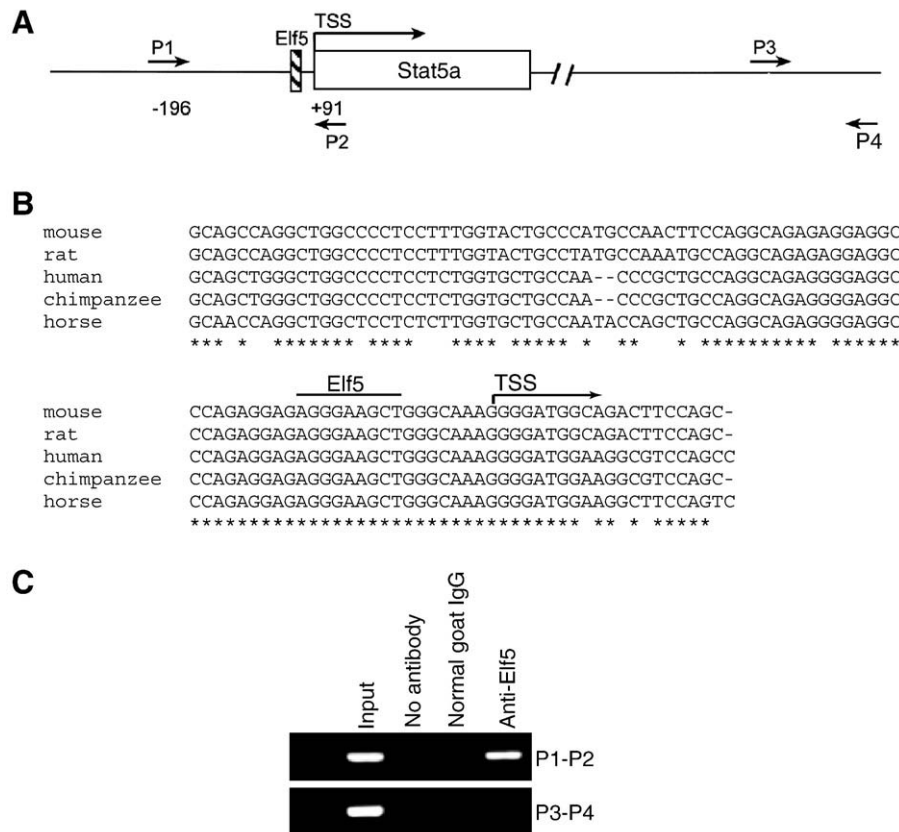 A
P1
Elf5
TSS
P3
Stat5a
-196
+91
P2
P4
B
mouse GCAGCCAGGCTGGCCCCTCCTTTGGTACTGCCCATGCCAACTTCCAGGCAGAGAGGAGGC
rat GCAGCCAGGCTGGCCCCTCCTTTGGTACTGCCTATGCCAAATGCCAGGCAGAGAGGAGGC
human GCAGCTGGGCTGGCCCCTCCTCTGGTGCTGCCAA--CCCGCTGCCAGGCAGAGGGGAGGC
chimpanzee GCAGCTGGGCTGGCCCCTCCTCTGGTGCTGCCAA--CCCGCTGCCAGGCAGAGGGGAGGC
horse GCAACCAGGCTGGCTCCTCTCTTGGTGCTGCCAATACCAGCTGCCAGGCAGAGGGGAGGC
*** * ******* **** **** ***** * ** * ********** ******
Elf5 TSS
mouse CCAGAGGAGAGGGAAGCTGGGCAAAGGGGATGGCAGACTTCCAGC-
rat CCAGAGGAGAGGGAAGCTGGGCAAAGGGGATGGCAGACTTCCAGC-
human CCAGAGGAGAGGGAAGCTGGGCAAAGGGGATGGAAGGCGTCCAGCC
chimpanzee CCAGAGGAGAGGGAAGCTGGGCAAAGGGGATGGAAGGCGTCCAGC-
horse CCAGAGGAGAGGGAAGCTGGGCAAAGGGGATGGAAGGCTTCCAGTC
********************************* ** * *****
C
Input
No antibody
Normal goat IgG
Anti-Elf5
P1-P2
P3-P4